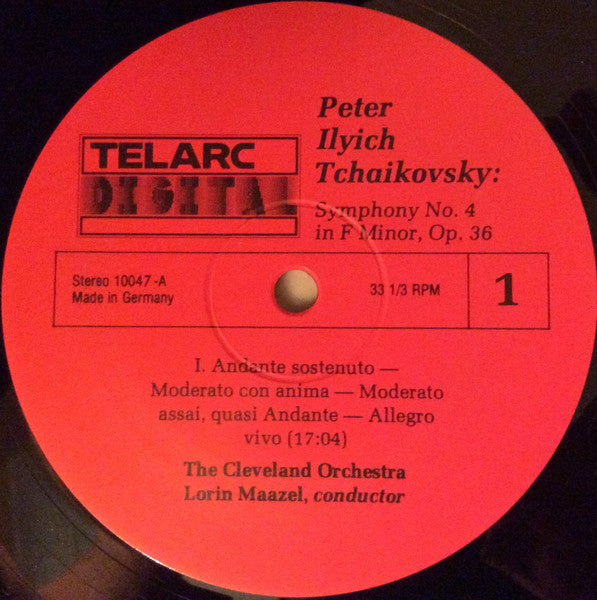 Peter
Ilyich
Tchaikovsky:
Symphony No. 4
in F Minor, Op. 36
TELARC
DIGITAL
Stereo 10047 -A
Made in Germany
33 1/3 RPM
1
I. Andante sostenuto —
Moderato con anima — Moderato
assai, quasi Andante — Allegro
vivo (17:04)
The Cleveland Orchestra
Lorin Maazel, conductor